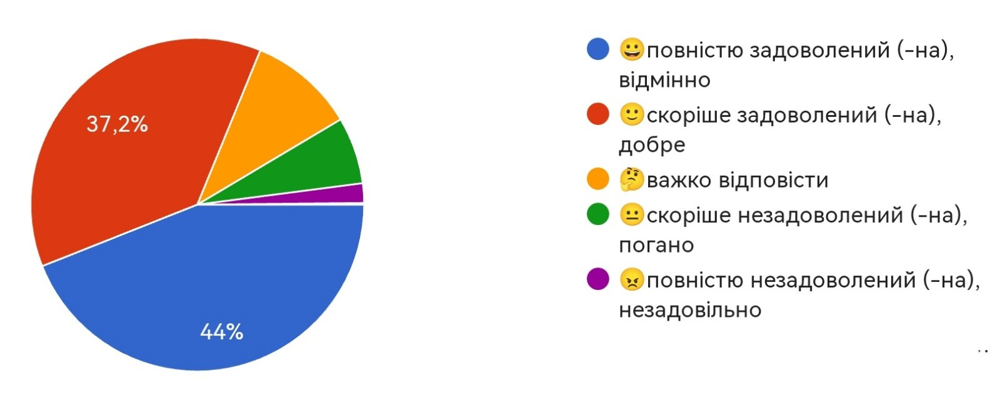 37,2%
44%
😀повністю задоволений (-на),
відмінно
🙂скоріше задоволений (-на),
добре
🤔важко відповісти
😐скоріше незадоволений (-на),
погано
😠повністю незадоволений (-на),
незадовільно